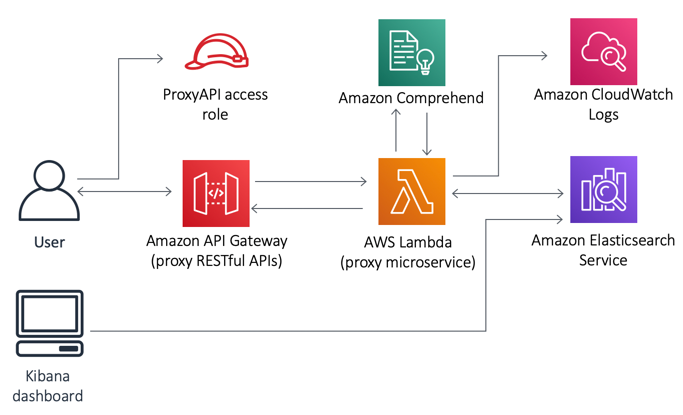 ProxyAPI access
role
Amazon Comprehend
Amazon CloudWatch
Logs
User
Amazon API Gateway
(proxy RESTful APIs)
AWS Lambda
(proxy microservice)
Amazon Elasticsearch
Service
Kibana
dashboard